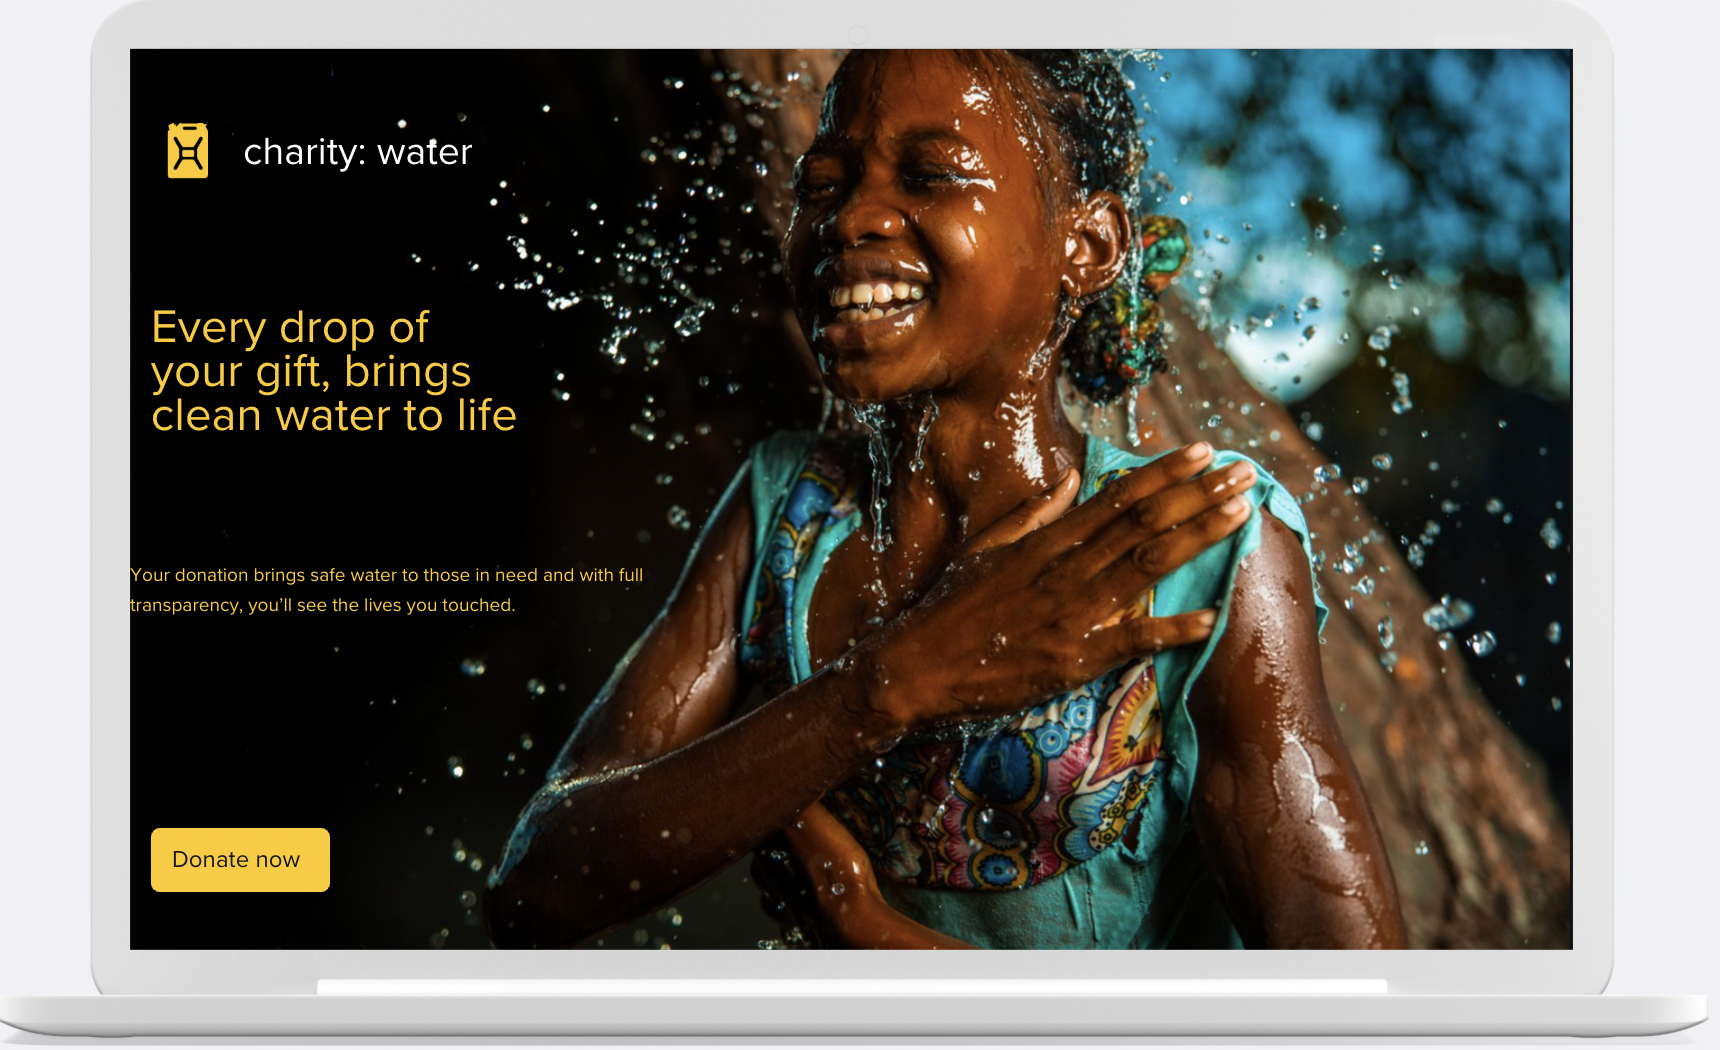 charity: water
Every drop of
your gift, brings
clean water to life
Your donation brings safe water to those in need and with full
transparency, you’ll see the lives you touched.
Donate now